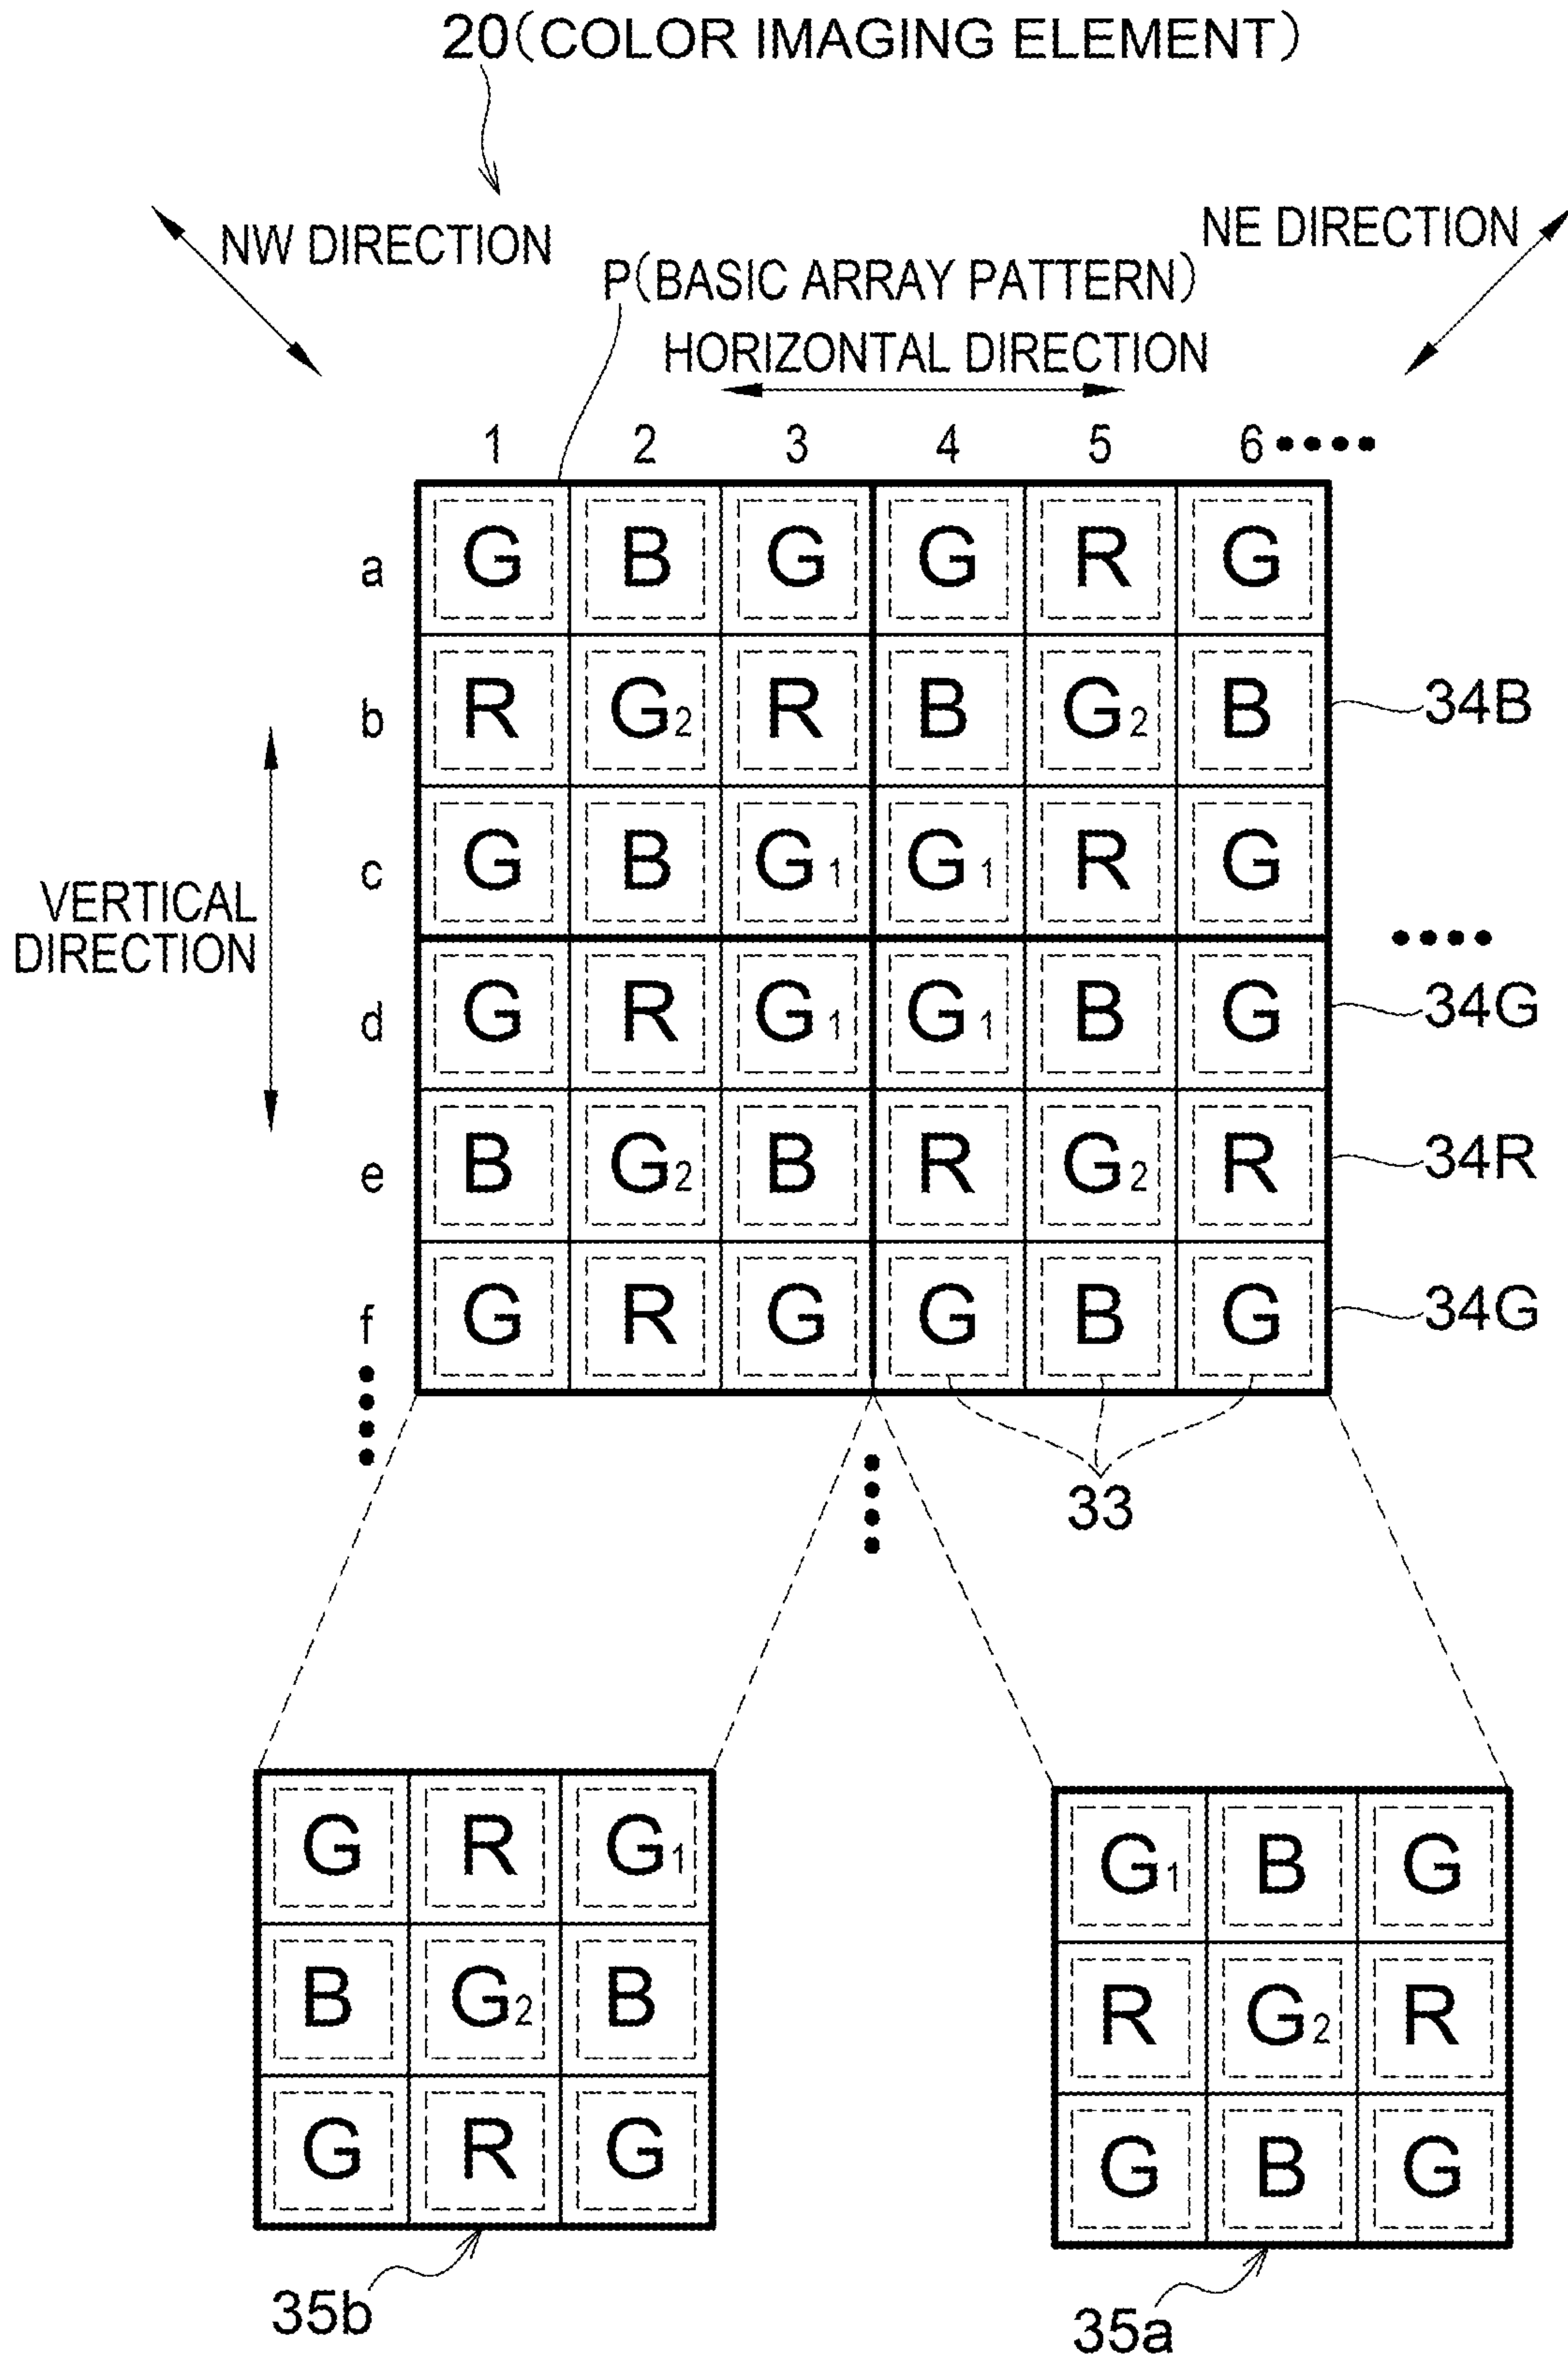 20(COLOR IMAGING ELEMENT)
NW DIRECTION
NE DIRECTION
P(BASIC ARRAY PATTERN)
HORIZONTAL DIRECTION
1 2 3 4 5 6
a G B G G R G
b R G2 R B G2 B 34B
c G B G1 G1 R G
VERTICAL
DIRECTION
d G R G1 G1 B G 34G
e B G2 B R G2 R 34R
f G R G G B G 34G
33
G R G1
B G2 B
G R G
35b
G1 B G
R G2 R
G B G
35a